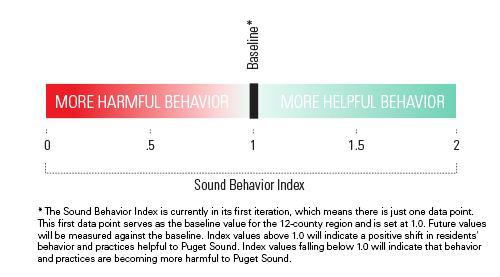 Baseline*
MORE HARMFUL BEHAVIOR MORE HELPFUL BEHAVIOR
0 .5 1 1.5 2
Sound Behavior Index
* The Sound Behavior Index is currently in its first iteration, which means there is just one data point.
This first data point serves as the baseline value for the 12-county region and is set at 1.0. Future values
will be measured against the baseline. Index values above 1.0 will indicate a positive shift in residents'
behavior and practices helpful to Puget Sound. Index values falling below 1.0 will indicate that behavior
and practices are becoming more harmful to Puget Sound.